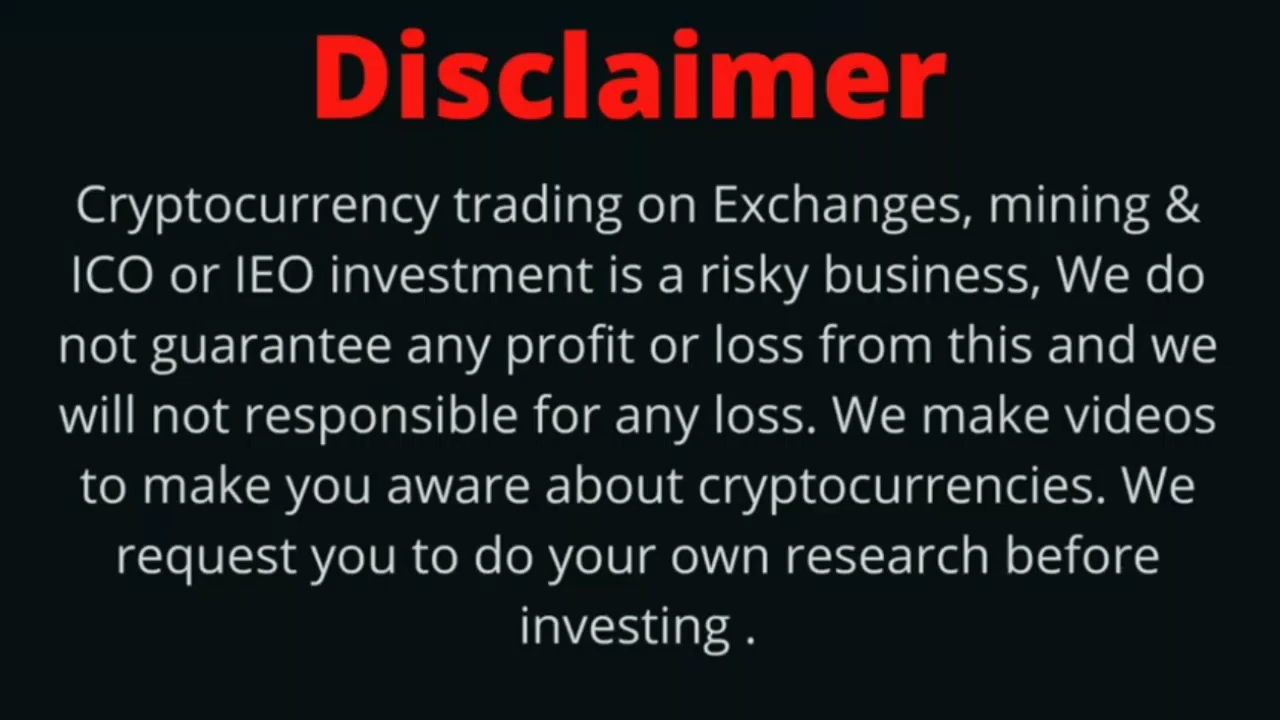 Disclaimer
Cryptocurrency trading on Exchanges, mining &
ICO or IEO investment is a risky business, We do
not guarantee any profit or loss from this and we
will not responsible for any loss. We make videos
to make you aware about cryptocurrencies. We
request you to do your own research before
investing .